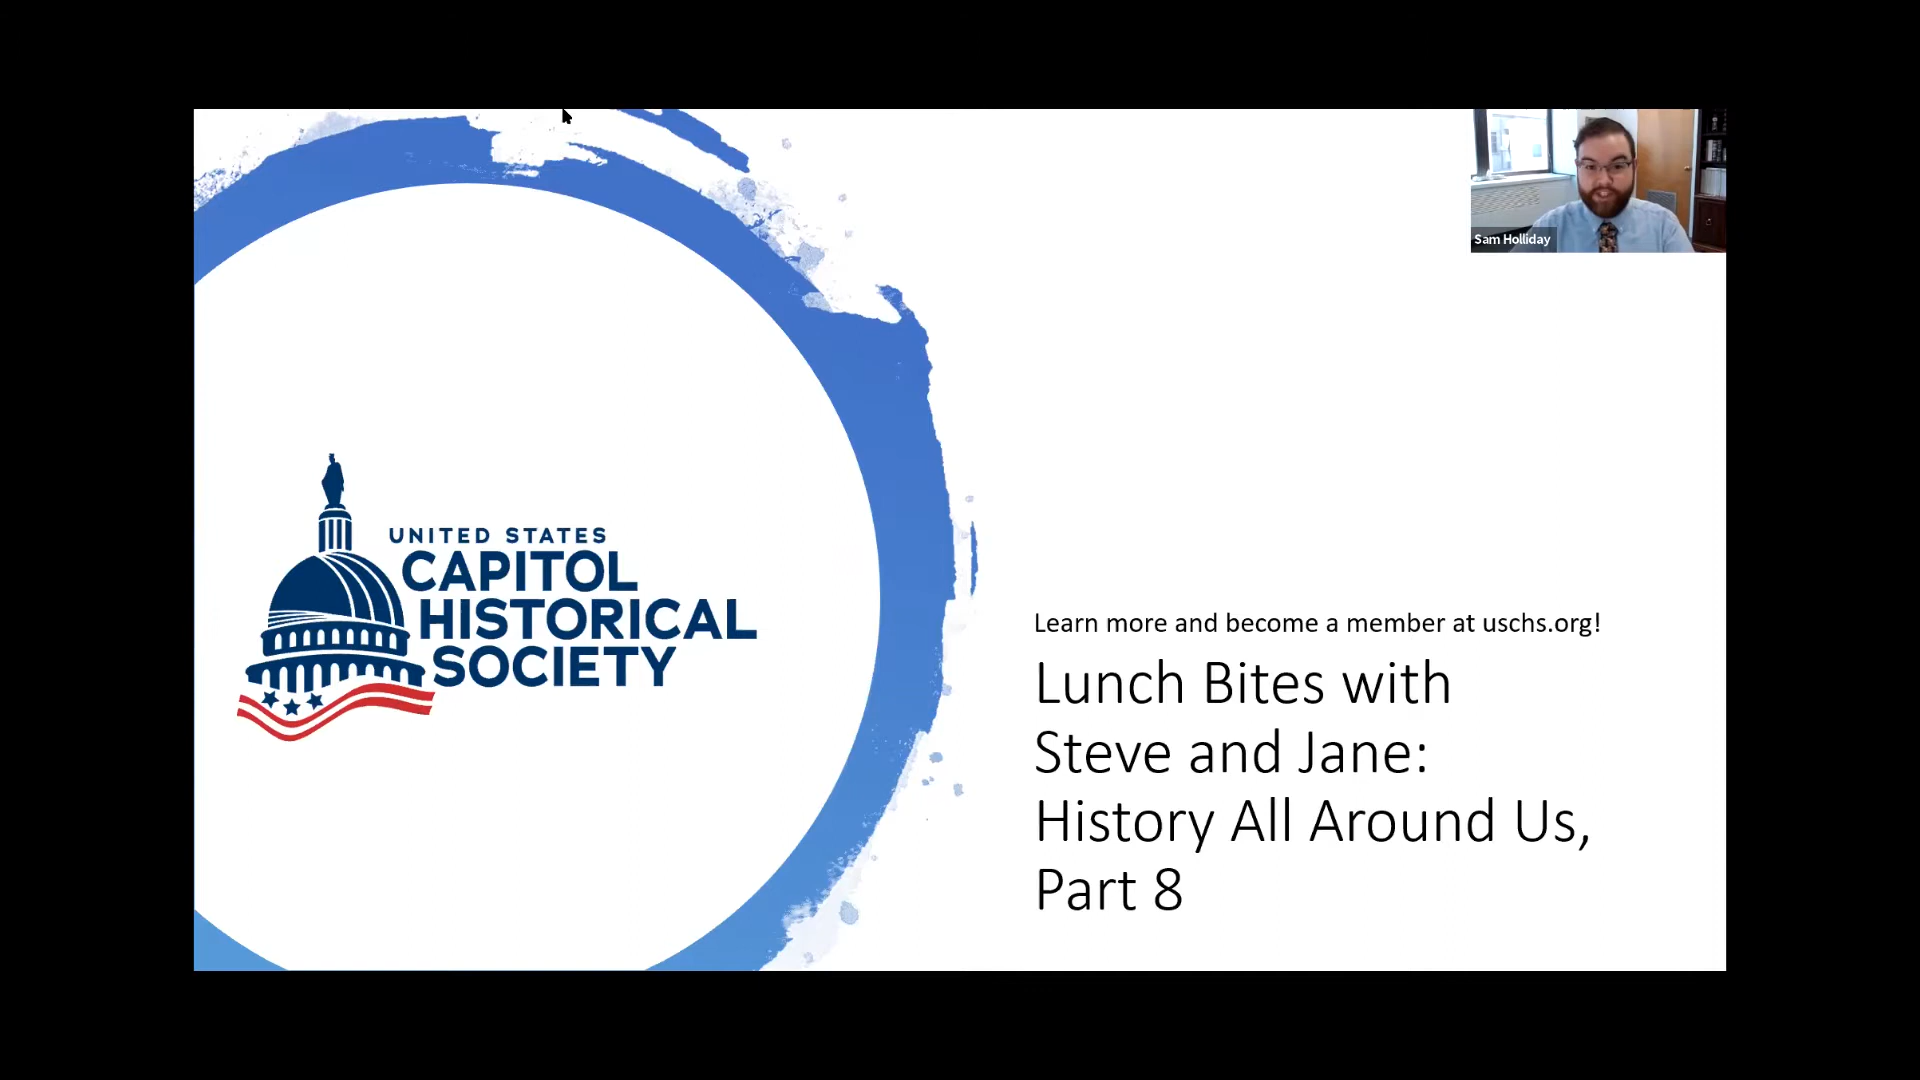 Sam Holliday
UNITED STATES
CAPITOL
HISTORICAL
SOCIETY
Learn more and become a member at uschs.org!
Lunch Bites with
Steve and Jane:
History All Around Us,
Part 8